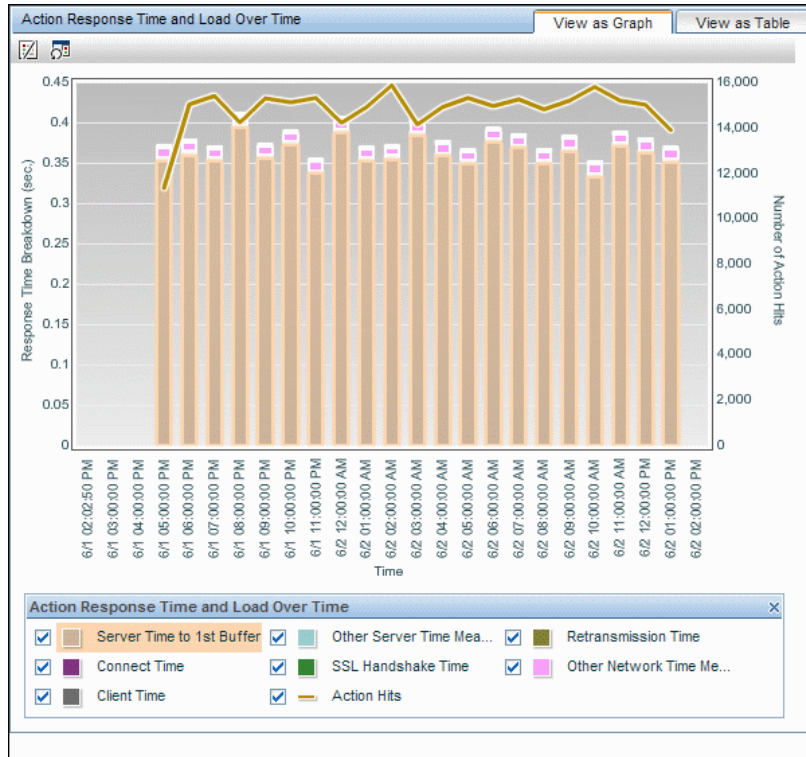 Action Response Time and Load Over Time
View as Graph
View as Table
0.45
0.4
0.35
0.3
0.25
0.2
0.15
0.1
0.05
0
Response Time Breakdown (sec.)
16,000
14,000
12,000
10,000
8,000
6,000
4,000
2,000
0
Number of Action Hits
6/1 02:02:50 PM
6/1 03:00:00 PM
6/1 04:00:00 PM
6/1 05:00:00 PM
6/1 06:00:00 PM
6/1 07:00:00 PM
6/1 08:00:00 PM
6/1 09:00:00 PM
6/1 10:00:00 PM
6/1 11:00:00 PM
6/2 12:00:00 AM
6/2 01:00:00 AM
6/2 02:00:00 AM
6/2 03:00:00 AM
6/2 04:00:00 AM
6/2 05:00:00 AM
6/2 06:00:00 AM
6/2 07:00:00 AM
6/2 08:00:00 AM
6/2 09:00:00 AM
6/2 10:00:00 AM
6/2 11:00:00 AM
6/2 12:00:00 PM
6/2 01:00:00 PM
6/2 02:00:00 PM
Time
Action Response Time and Load Over Time
Server Time to 1st Buffer
Other Server Time Mea...
Retransmission Time
Connect Time
SSL Handshake Time
Other Network Time Me...
Client Time
Action Hits